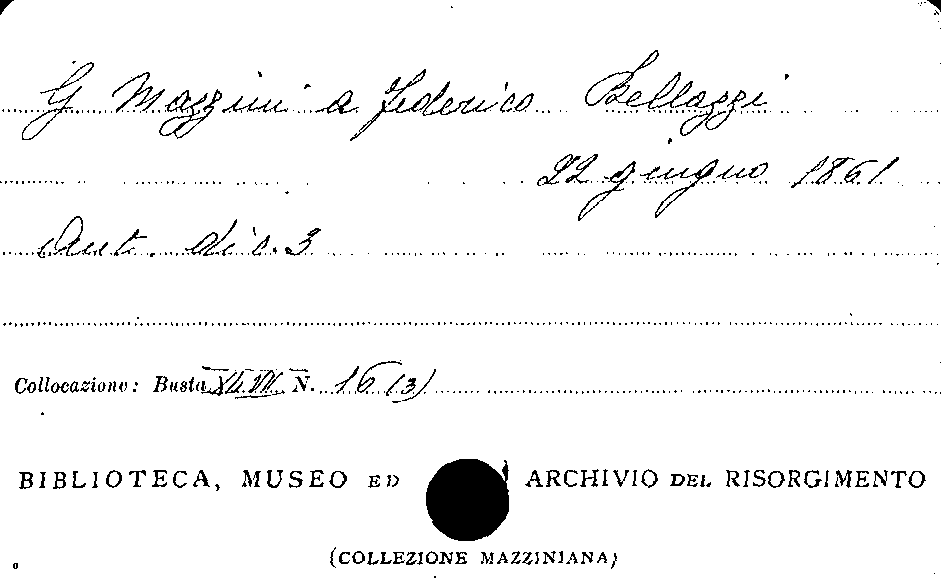 G Mazzini a Federico Bellazzi
22 giugno 1861
Aut. di c. 3
Collocazione: Busta XLVII N. 16 (3)
BIBLIOTECA, MUSEO ED ARCHIVIO DEL RISORGIMENTO
(COLLEZIONE MAZZINIANA)